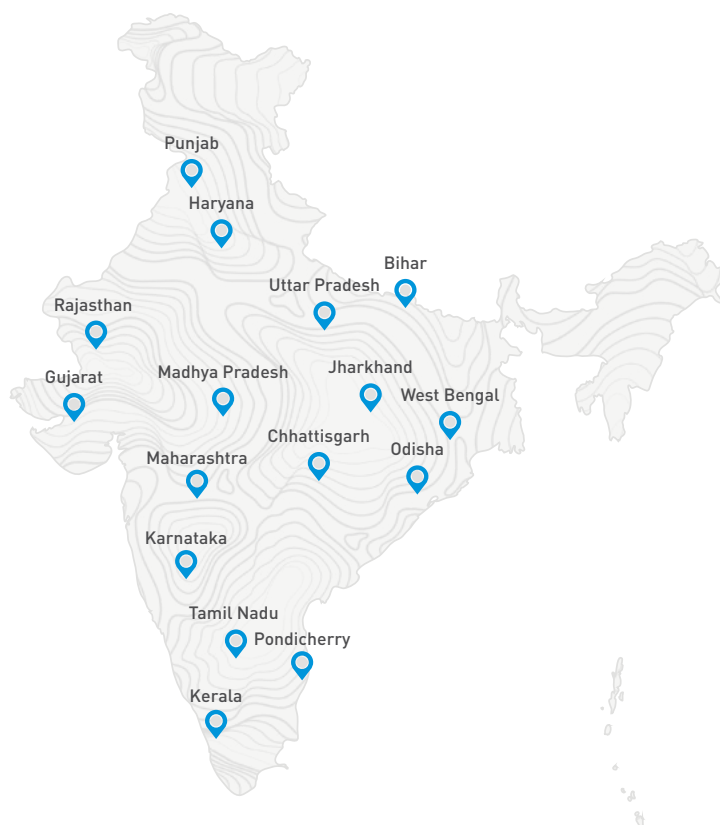 Punjab
Haryana
Bihar
Uttar Pradesh
Rajasthan
Jharkhand
Madhya Pradesh
Gujarat
West Bengal
Chhattisgarh
Odisha
Maharashtra
Karnataka
Tamil Nadu
Pondicherry
Kerala